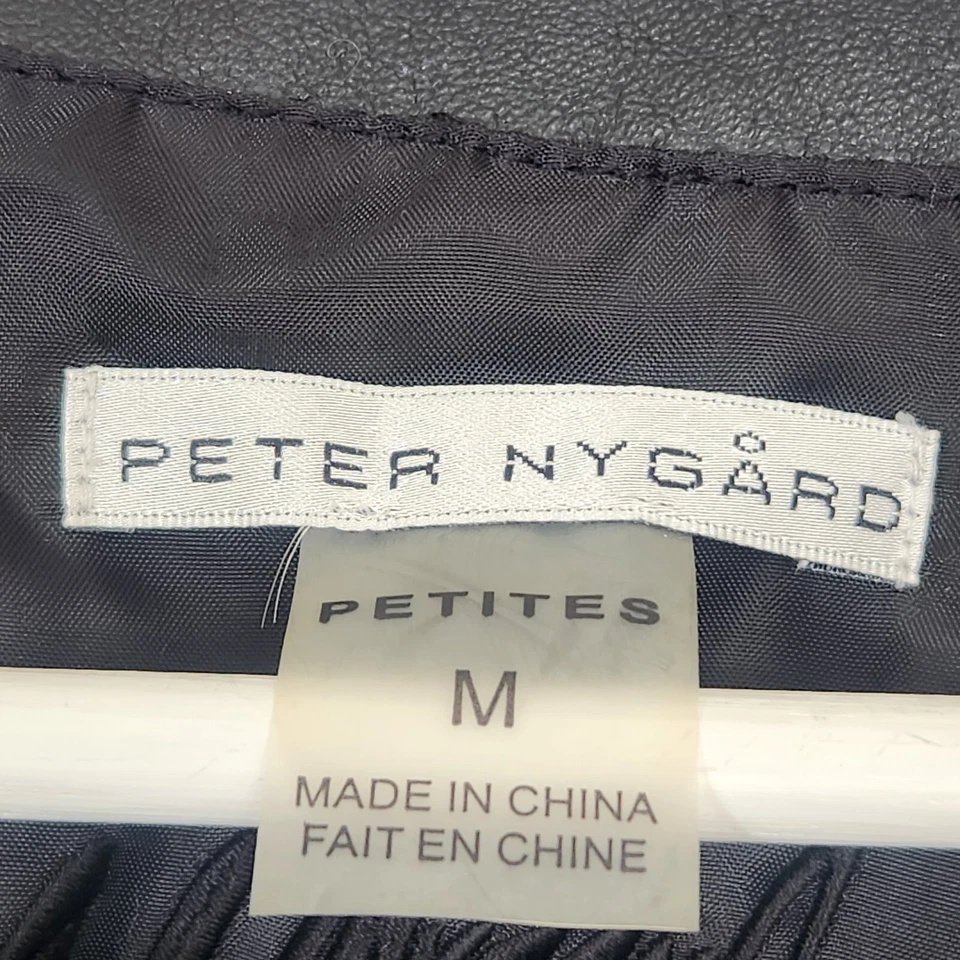 PETER NYGÅRD
PETITES
M
MADE IN CHINA
FAIT EN CHINE